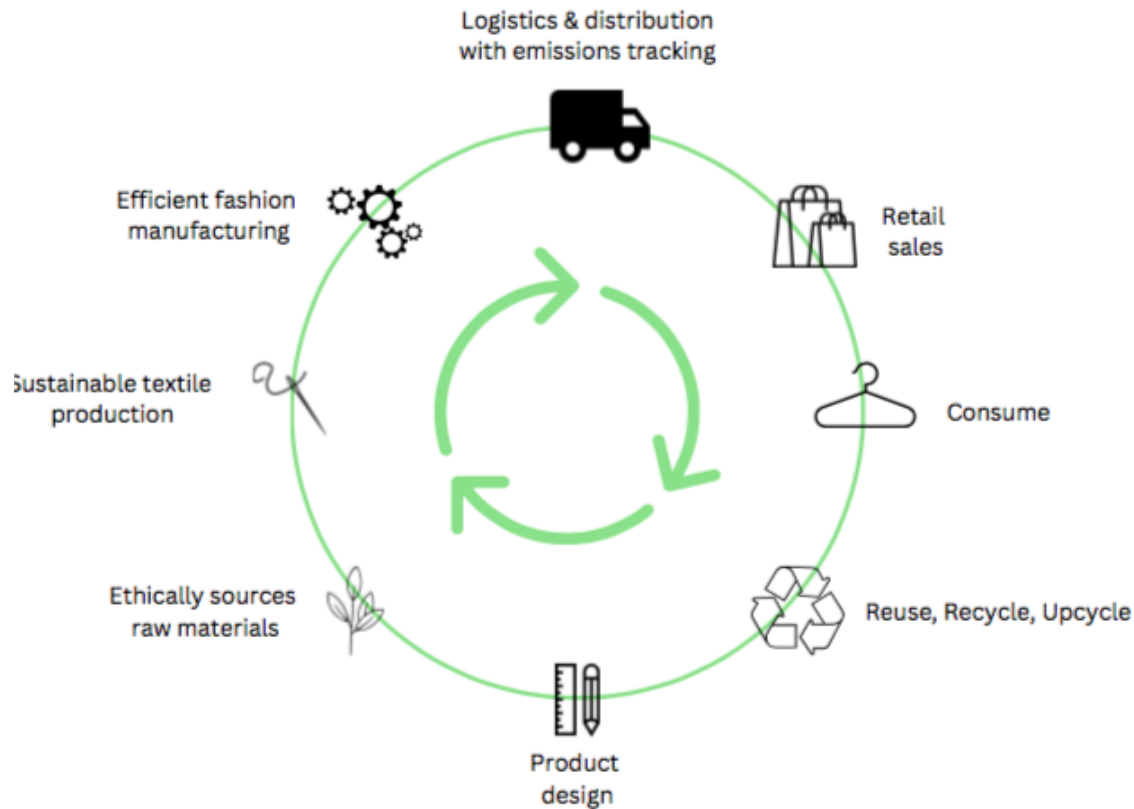 Logistics & distribution
with emissions tracking
Efficient fashion
manufacturing
Retail
sales
Sustainable textile
production
Consume
Ethically sources
raw materials
Reuse, Recycle, Upcycle
Product
design